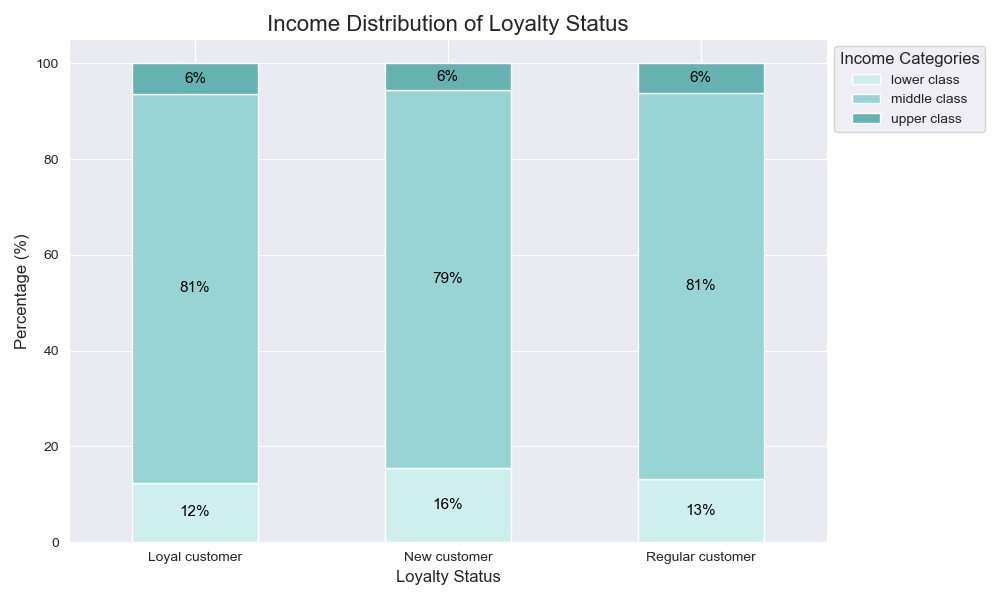 Income Distribution of Loyalty Status
Income Categories
lower class
middle class
upper class
Percentage (%)
100
80
60
40
20
0
6%
6%
6%
81%
79%
81%
12%
16%
13%
Loyal customer
New customer
Regular customer
Loyalty Status